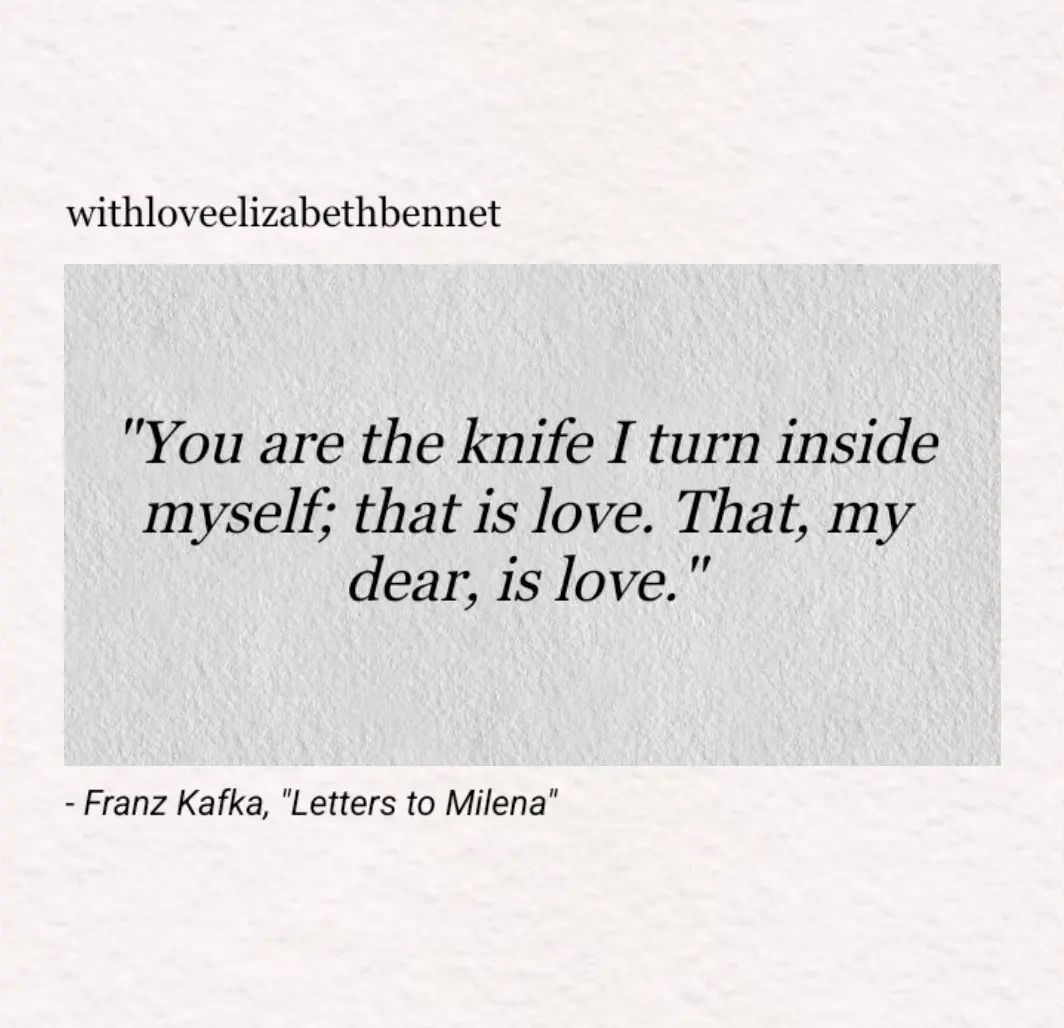 withloveelizabethbennet
"You are the knife I turn inside
myself; that is love. That, my
dear, is love."
- Franz Kafka, "Letters to Milena"